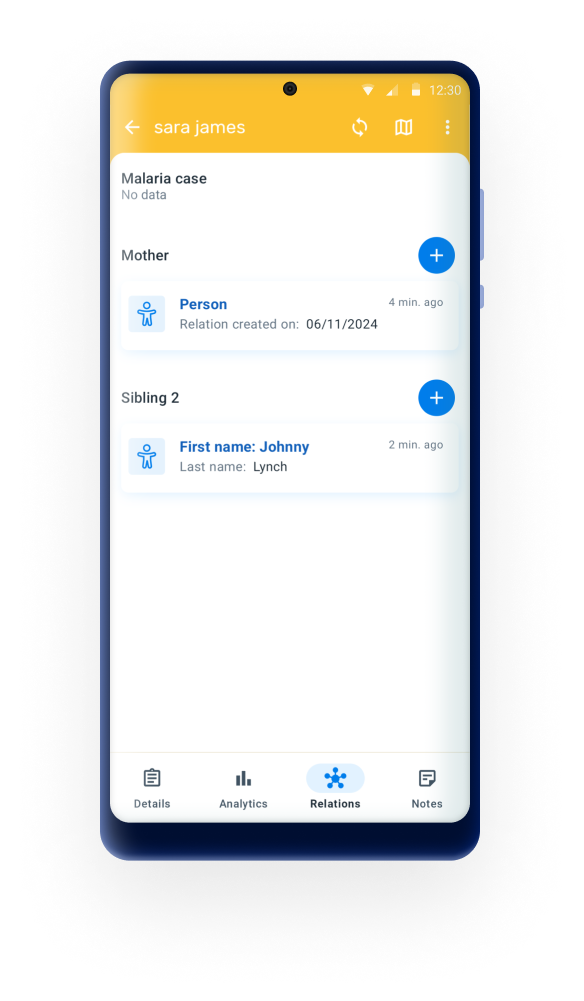 12:30
sara james
Malaria case
No data
Mother
Person
4 min. ago
Relation created on: 06/11/2024
Sibling 2
First name: Johnny
2 min. ago
Last name: Lynch
Details
Analytics
Relations
Notes